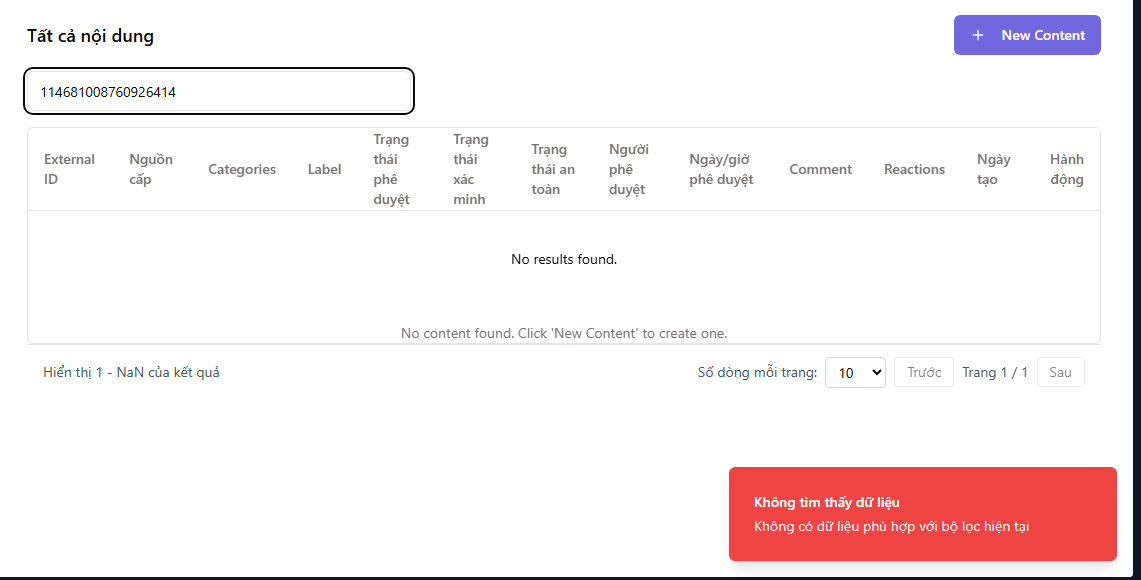 Tất cả nội dung
+ New Content
114681008760926414
External ID
Nguồn cấp
Categories
Label
Trạng thái phê duyệt
Trạng thái xác minh
Trạng thái an toàn
Người phê duyệt
Ngày/giờ phê duyệt
Comment
Reactions
Ngày tạo
Hành động
No results found.
No content found. Click 'New Content' to create one.
Hiển thị 1 - NaN của kết quả
Số dòng mỗi trang: 10 Trước Trang 1 / 1 Sau
Không tìm thấy dữ liệu
Không có dữ liệu phù hợp với bộ lọc hiện tại